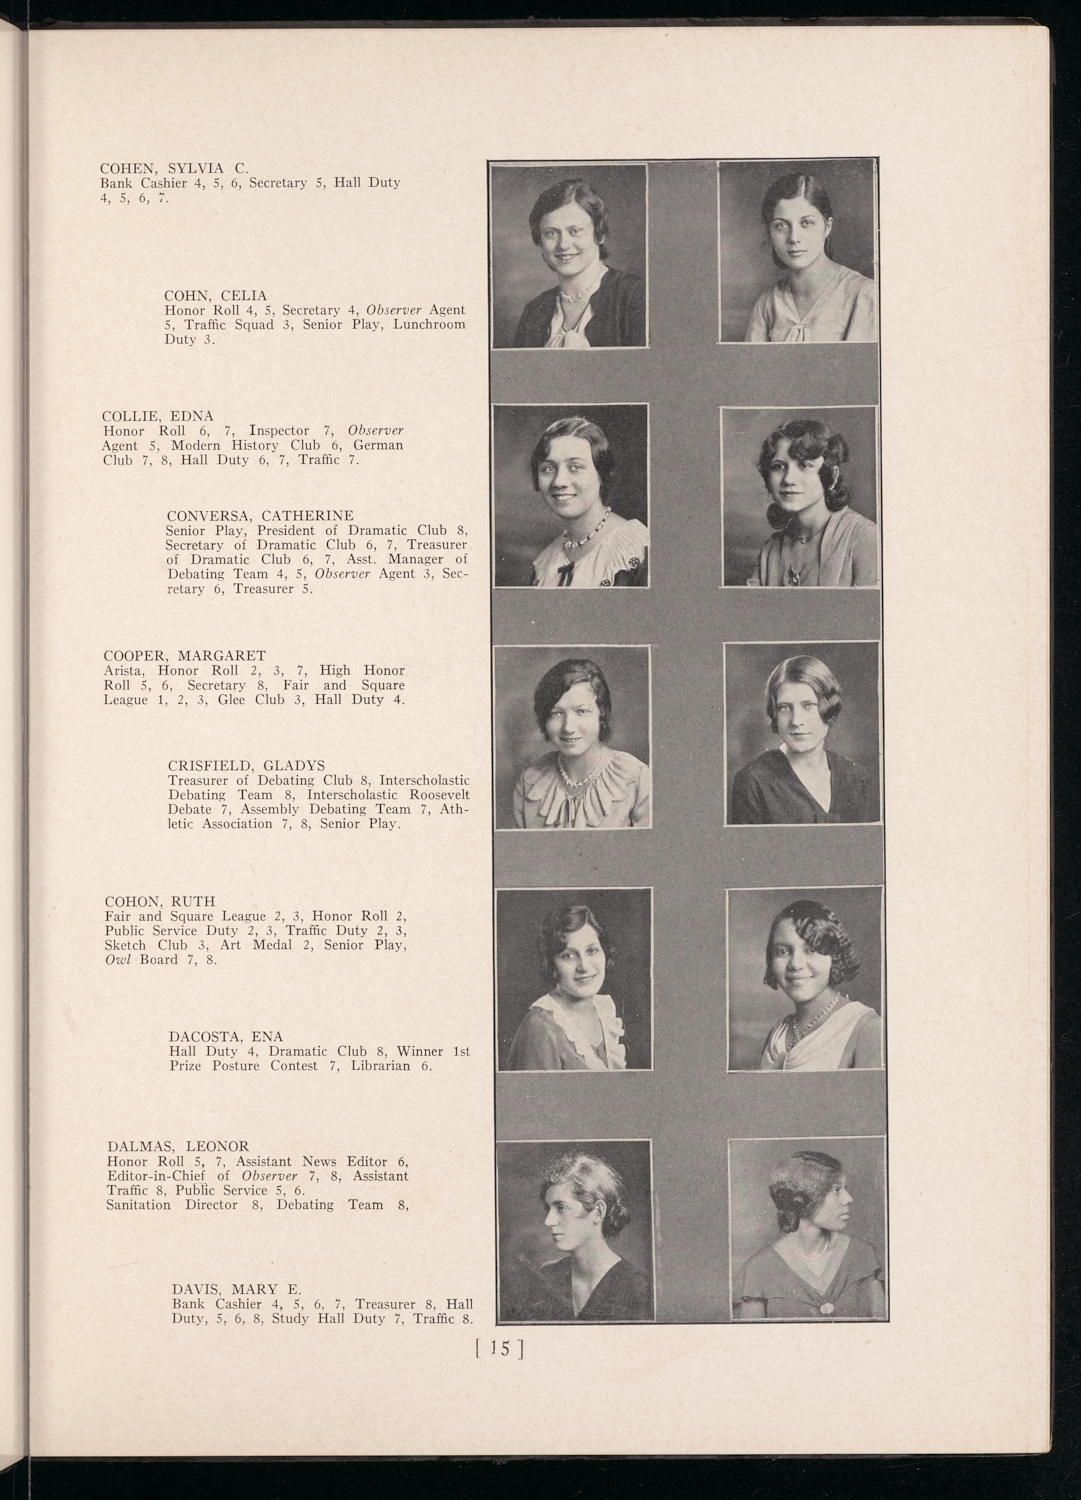 COHEN, SYLVIA C.
Bank Cashier 4, 5, 6, Secretary 5, Hall Duty
4, 5, 6, 7.
COHN, CELIA
Honor Roll 4, 5, Secretary 4, Observer Agent
5, Traffic Squad 3, Senior Play, Lunchroom
Duty 3.
COLLIE, EDNA
Honor Roll 6, 7, Inspector 7, Observer
Agent 5, Modern History Club 6, German
Club 7, 8, Hall Duty 6, 7, Traffic 7.
CONVERSA, CATHERINE
Senior Play, President of Dramatic Club 8,
Secretary of Dramatic Club 6, 7, Treasurer
of Dramatic Club 6, 7, Asst. Manager of
Debating Team 4, 5, Observer Agent 3, Sec-
retary 6, Treasurer 5.
COOPER, MARGARET
Arista, Honor Roll 2, 3, 7, High Honor
Roll 5, 6, Secretary 8, Fair and Square
League 1, 2, 3, Glee Club 3, Hall Duty 4.
CRISFIELD, GLADYS
Treasurer of Debating Club 8, Interscholastic
Debating Team 8, Interscholastic Roosevelt
Debate 7, Assembly Debating Team 7, Ath-
letic Association 7, 8, Senior Play.
COHON, RUTH
Fair and Square League 2, 3, Honor Roll 2,
Public Service Duty 2, 3, Traffic Duty 2, 3,
Sketch Club 3, Art Medal 2, Senior Play,
Owl Board 7, 8.
DACOSTA, ENA
Hall Duty 4, Dramatic Club 8, Winner 1st
Prize Posture Contest 7, Librarian 6.
DALMAS, LEONOR
Honor Roll 5, 7, Assistant News Editor 6,
Editor-in-Chief of Observer 7, 8, Assistant
Traffic 8, Public Service 5, 6.
Sanitation Director 8, Debating Team 8,
DAVIS, MARY E.
Bank Cashier 4, 5, 6, 7, Treasurer 8, Hall
Duty, 5, 6, 8, Study Hall Duty 7, Traffic 8.
[ 15 ]